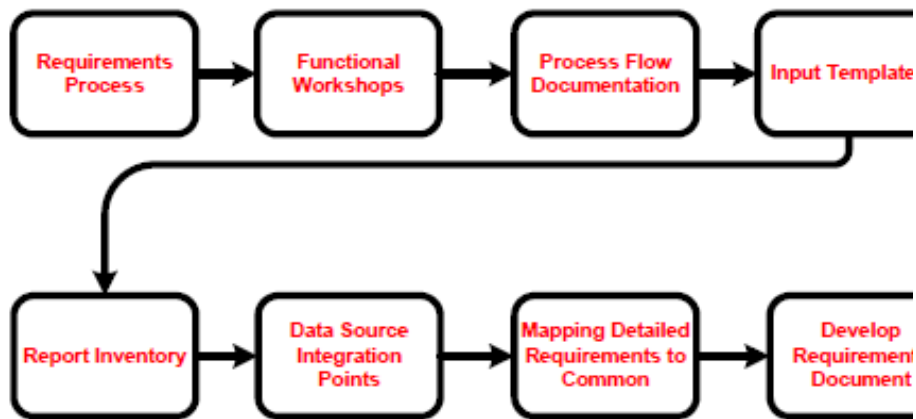 Requirements
Process
Functional
Workshops
Process Flow
Documentation
Input Template
Report Inventory
Data Source
Integration
Points
Mapping Detailed
Requirements to
Common
Develop
Requirement
Document